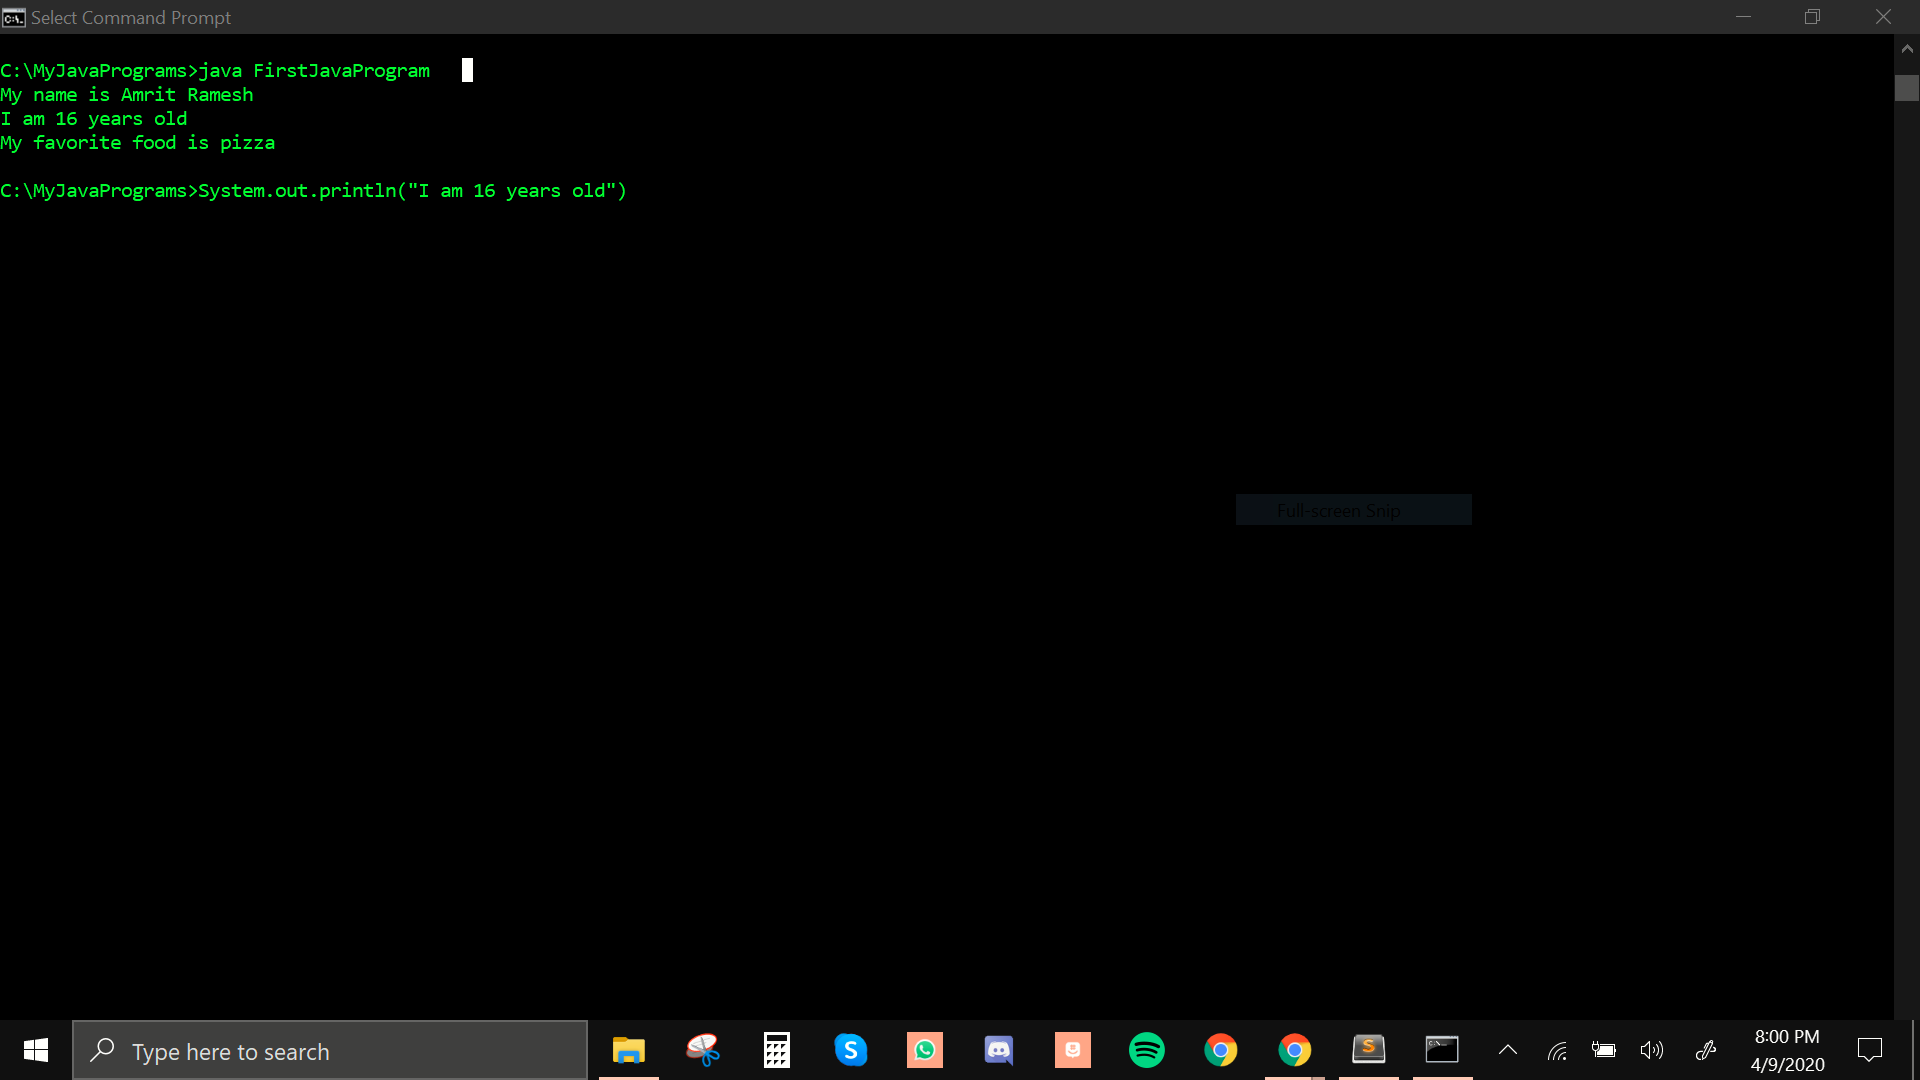 Select Command Prompt
C:\MyJavaPrograms>java FirstJavaProgram
My name is Amrit Ramesh
I am 16 years old
My favorite food is pizza
C:\MyJavaPrograms>System.out.println("I am 16 years old")
Full-screen Snip
Type here to search
8:00 PM
4/9/2020